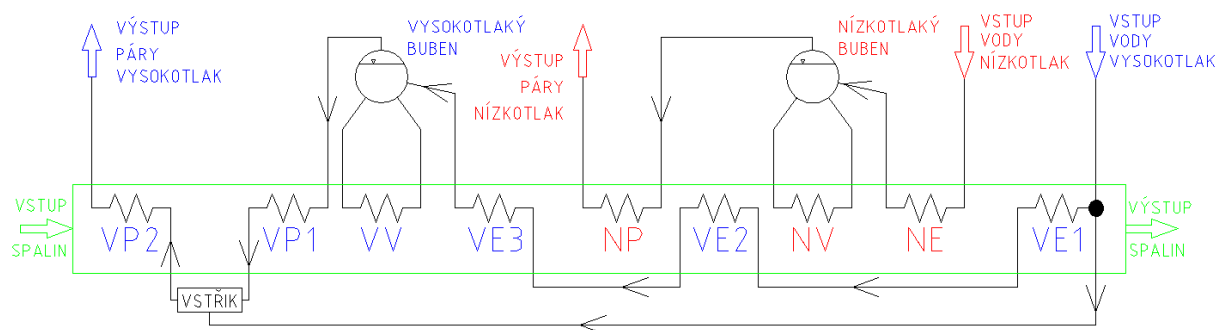 VÝSTUP
PÁRY
VYSOKOTLAK
VYSOKOTLAKÝ
BUBEN
VÝSTUP
PÁRY
NÍZKOTLAK
NÍZKOTLAKÝ
BUBEN
VSTUP
VODY
NÍZKOTLAK
VSTUP
VODY
VYSOKOTLAK
VSTUP
SPALIN
VP2
VP1
VV
VE3
NP
VE2
NV
NE
VE1
VÝSTUP
SPALIN
VSTŘIK